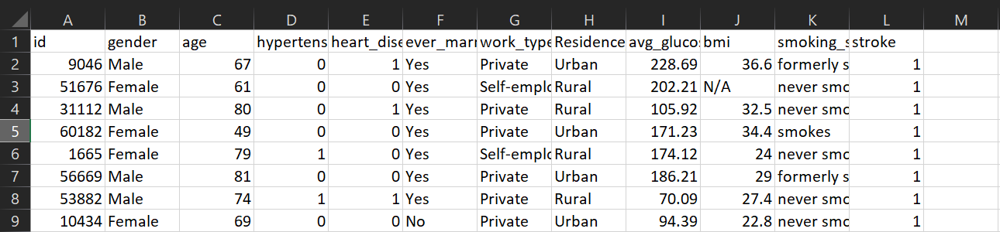 A B C D E F G H I J K L M
1 id gender age hypertens heart_dise ever_marr work_type Residence avg_glucos bmi smoking_s stroke
2 9046 Male 67 0 1 Yes Private Urban 228.69 36.6 formerly s 1
3 51676 Female 61 0 0 Yes Self-emplo Rural 202.21 N/A never smo 1
4 31112 Male 80 0 1 Yes Private Rural 105.92 32.5 never smo 1
5 60182 Female 49 0 0 Yes Private Urban 171.23 34.4 smokes 1
6 1665 Female 79 1 0 Yes Self-emplo Rural 174.12 24 never smo 1
7 56669 Male 81 0 0 Yes Private Urban 186.21 29 formerly s 1
8 53882 Male 74 1 1 Yes Private Rural 70.09 27.4 never smo 1
9 10434 Female 69 0 0 No Private Urban 94.39 22.8 never smo 1